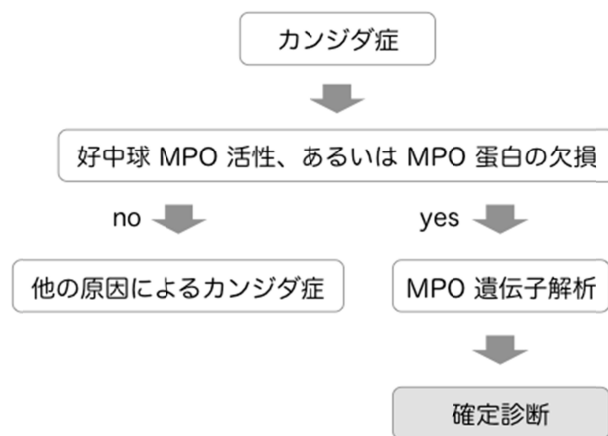 カンジダ症
好中球 MPO 活性、あるいは MPO 蛋白の欠損
no
yes
他の原因によるカンジダ症
MPO 遺伝子解析
確定診断